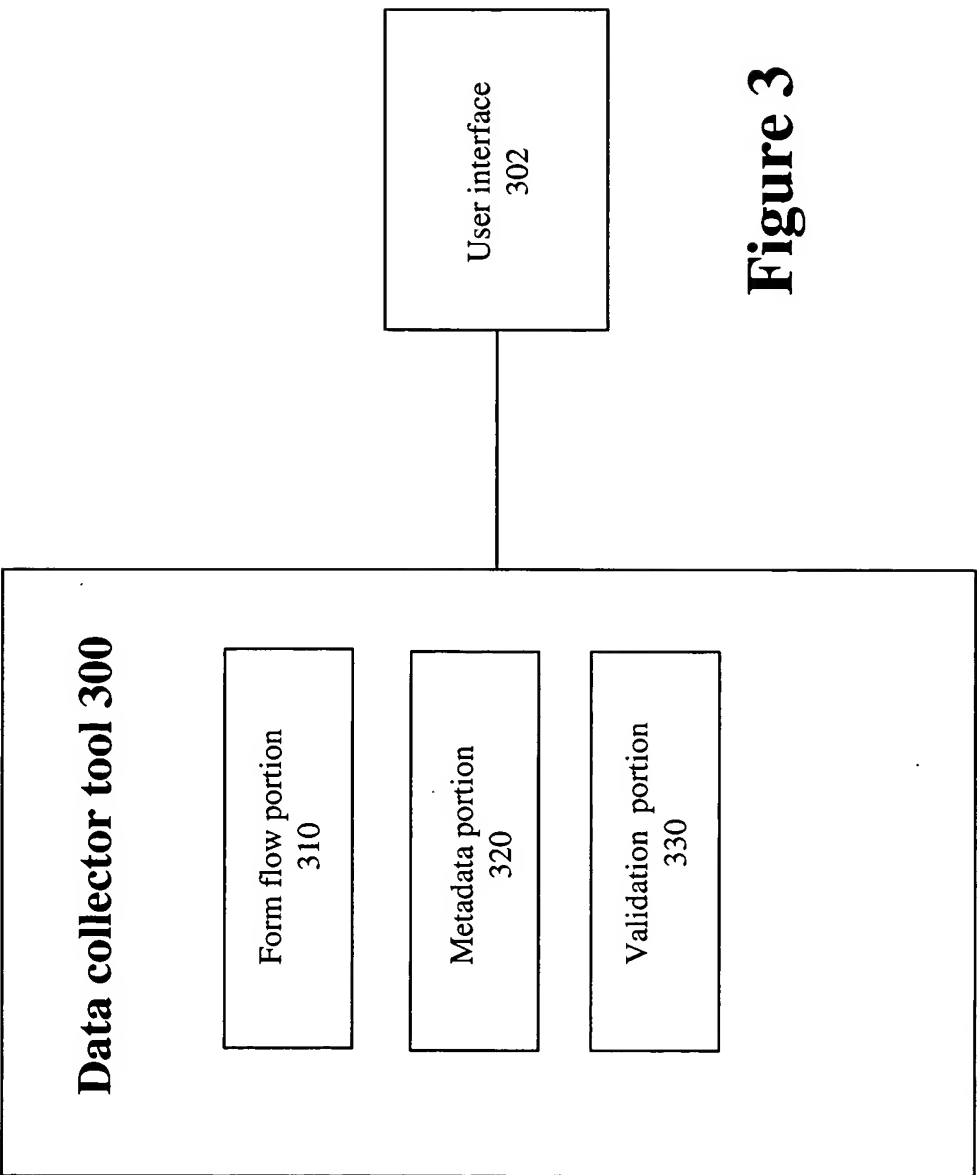 Data collector tool 300
Form flow portion
310
Metadata portion
320
Validation portion
330
User interface
302
Figure 3